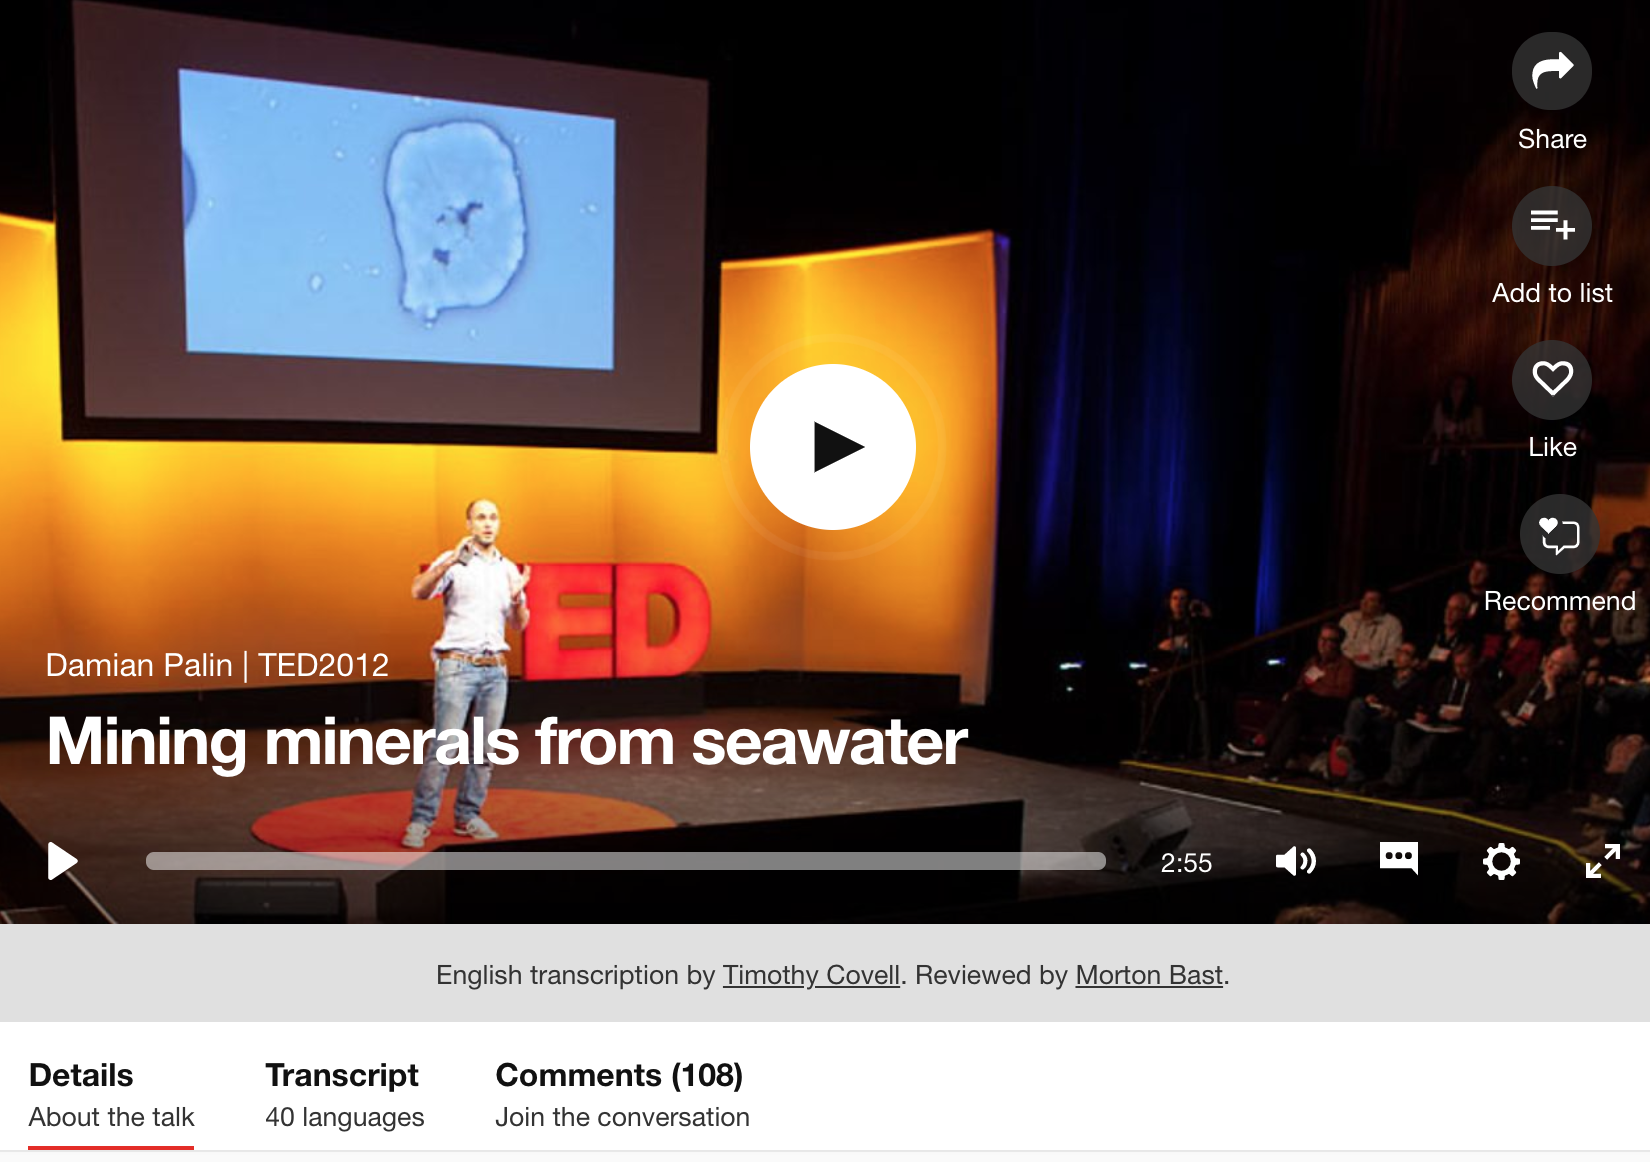 Share
Add to list
Like
Recommend
TED
Damian Palin | TED2012
Mining minerals from seawater
2:55
English transcription by Timothy Covell. Reviewed by Morton Bast.
Details
About the talk
Transcript
40 languages
Comments (108)
Join the conversation